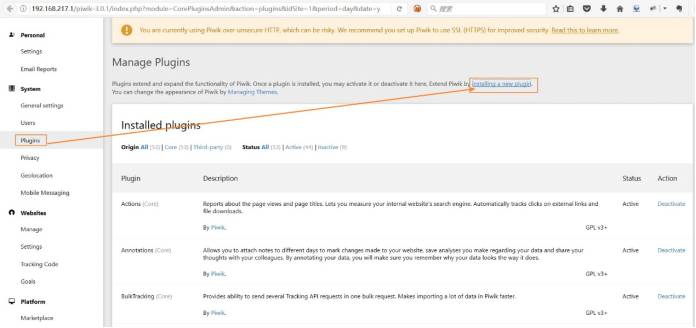 192.168.217.1/piwik-3.0.1/index.php?module=CorePluginsAdmin&action=plugins&idSite=1&period=day&date=y
搜索
You are currently using Piwik over unsecure HTTP, which can be risky. We recommend you set up Piwik to use SSL (HTTPS) for improved security. Read this to learn more.
Personal
Settings
Email Reports
System
General settings
Users
Plugins
Privacy
Geolocation
Mobile Messaging
Websites
Manage
Settings
Tracking Code
Goals
Platform
Marketplace
Manage Plugins
Plugins extend and expand the functionality of Piwik. Once a plugin is installed, you may activate it or deactivate it here. Extend Piwik by installing a new plugin.
You can change the appearance of Piwik by Managing Themes.
Installed plugins
Origin All (53) | Core (53) | Third-party (0) Status All (53) | Active (44) | Inactive (9)
Plugin Description Status Action
Actions (Core) Reports about the page views and page titles. Lets you measure your internal website's search engine. Automatically tracks clicks on external links and Active Deactivate
file downloads.
By Piwik. GPL v3+
Annotations (Core) Allows you to attach notes to different days to mark changes made to your website, save analyses you make regarding your data and share your Active Deactivate
thoughts with your colleagues. By annotating your data, you will make sure you remember why your data looks the way it does.
By Piwik. GPL v3+
BulkTracking (Core) Provides ability to send several Tracking API requests in one bulk request. Makes importing a lot of data in Piwik faster. Active Deactivate
By Piwik. GPL v3+